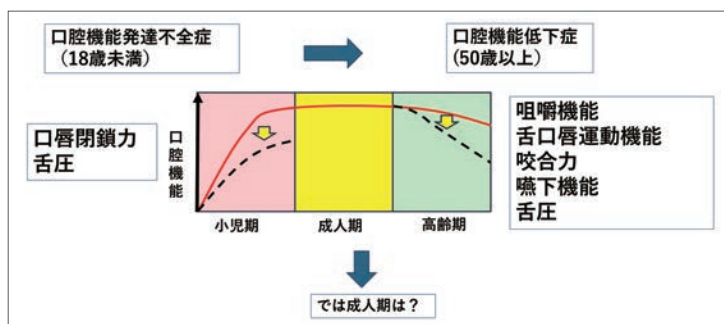 口腔機能発達不全症
（18歳未満）
口腔機能低下症
(50歳以上)
口唇閉鎖力
舌圧
口腔機能
小児期
成人期
高齢期
咀嚼機能
舌口唇運動機能
咬合力
嚥下機能
舌圧
では成人期は？